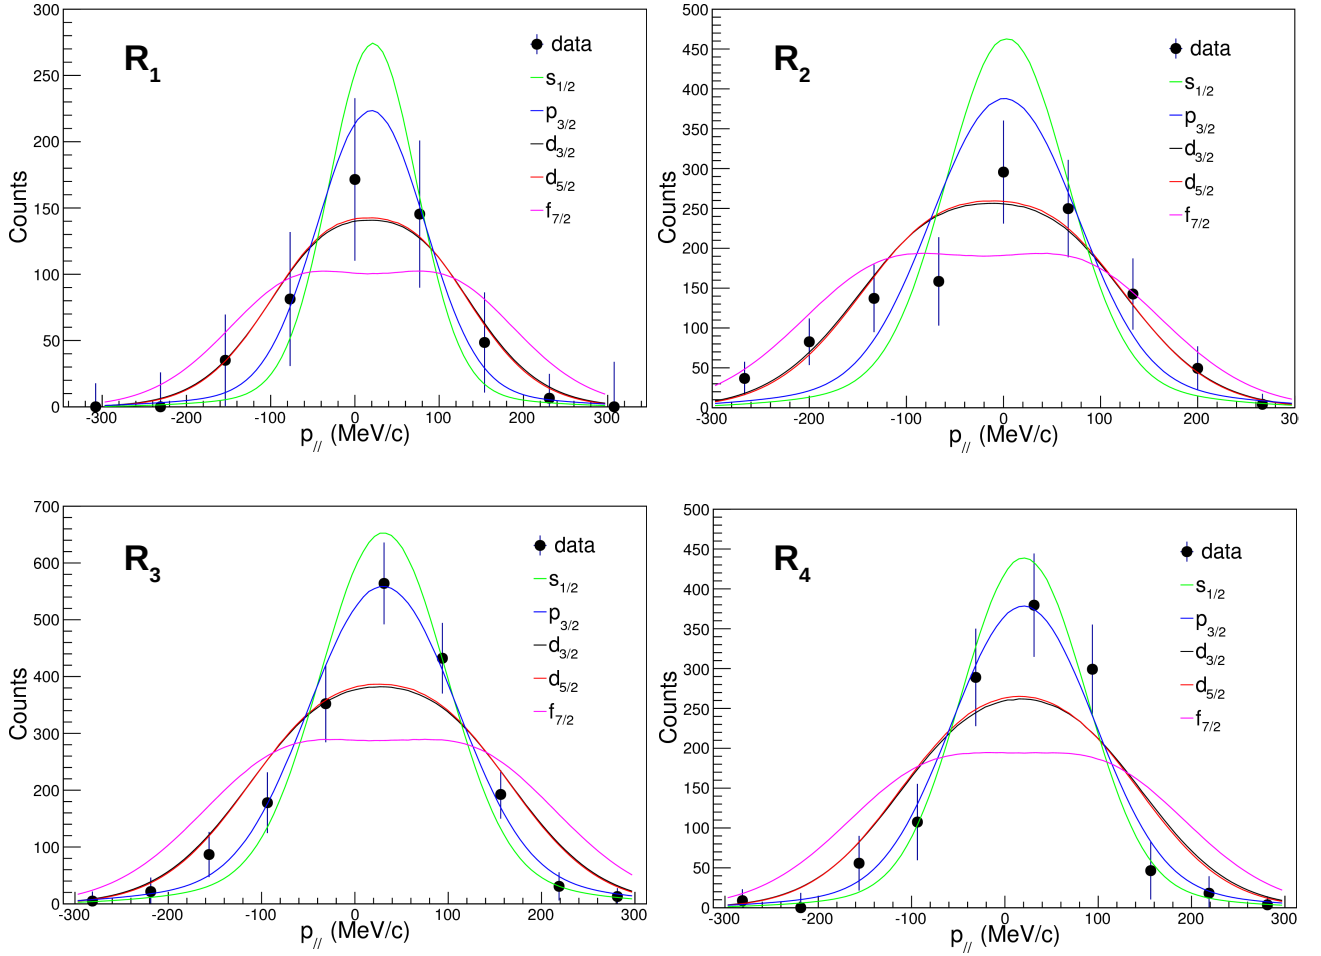 R1
data
s1/2
p3/2
d3/2
d5/2
f7/2
Counts
300
250
200
150
100
50
0
-300 -200 -100 0 100 200 300
p// (MeV/c)
R2
data
s1/2
p3/2
d3/2
d5/2
f7/2
Counts
500
450
400
350
300
250
200
150
100
50
0
-300 -200 -100 0 100 200 30
p// (MeV/c)
R3
data
s1/2
p3/2
d3/2
d5/2
f7/2
Counts
700
600
500
400
300
200
100
0
-300 -200 -100 0 100 200 300
p// (MeV/c)
R4
data
s1/2
p3/2
d3/2
d5/2
f7/2
Counts
500
450
400
350
300
250
200
150
100
50
0
-300 -200 -100 0 100 200 300
p// (MeV/c)